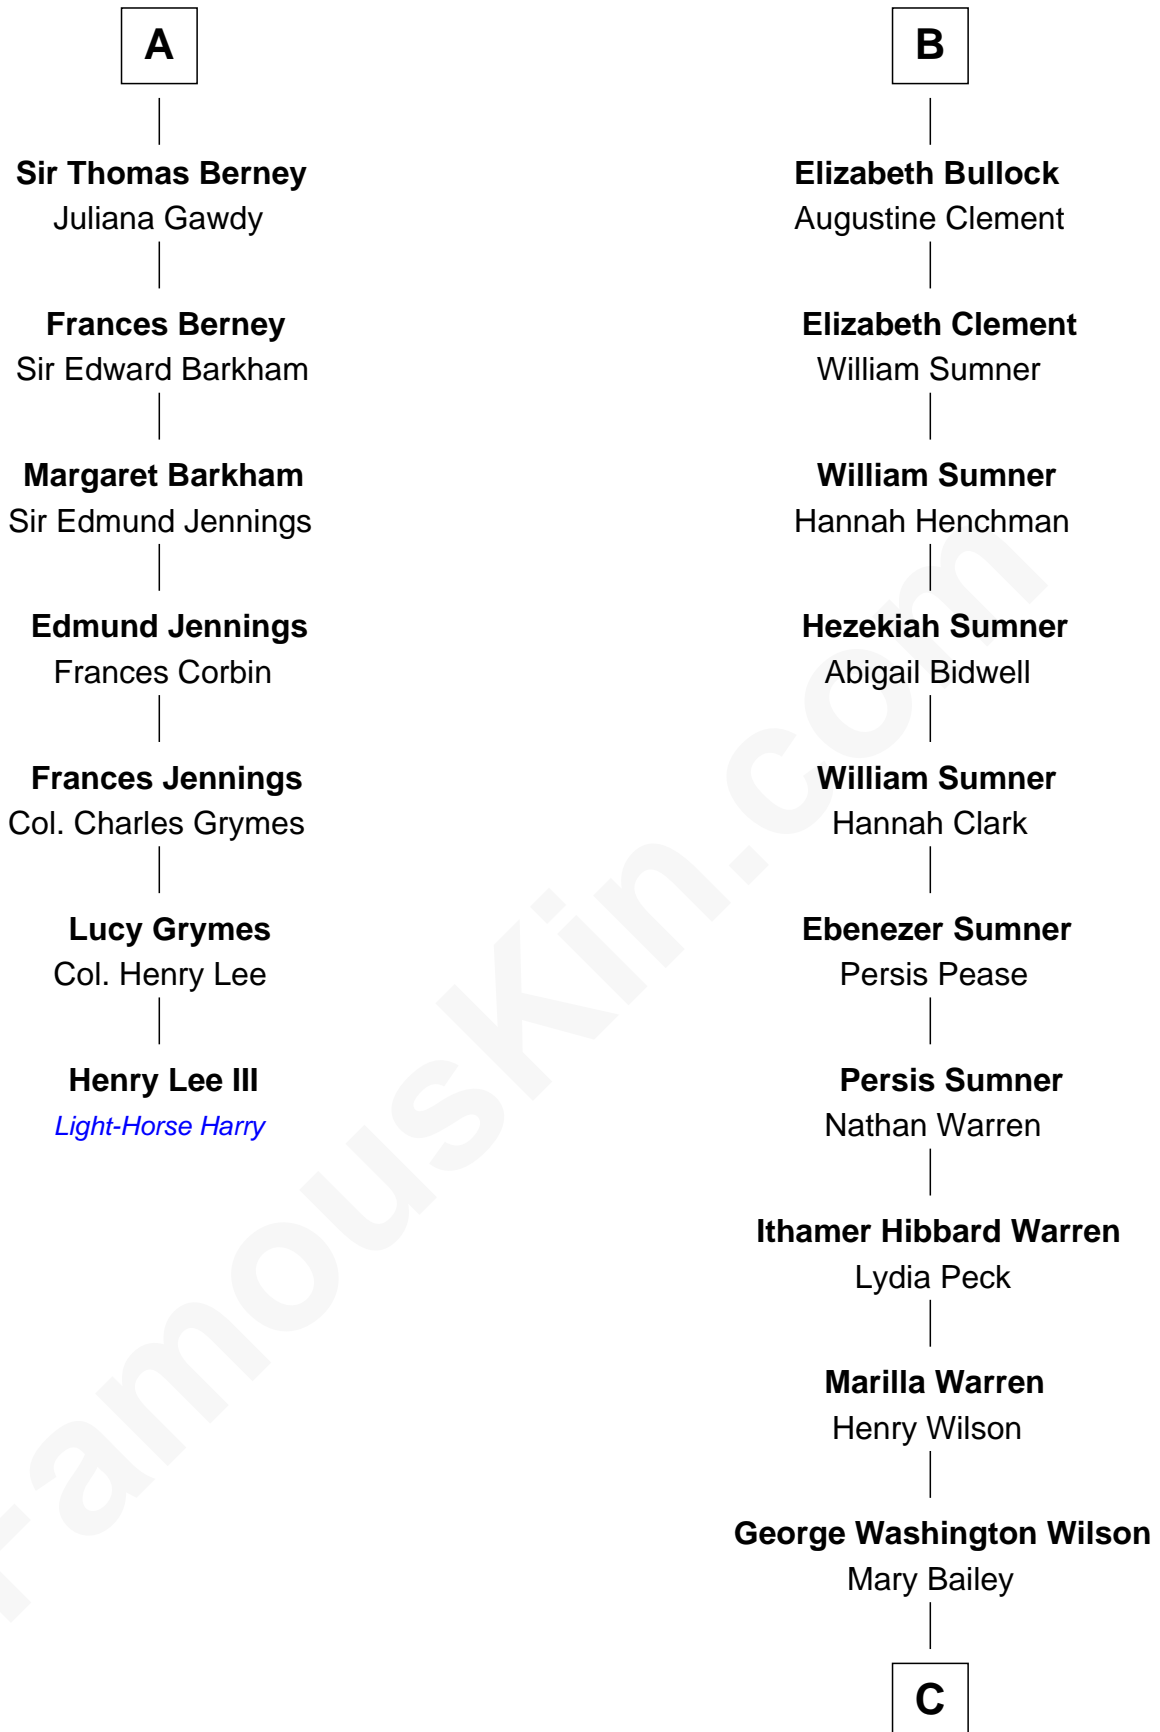 A
Sir Thomas Berney
Juliana Gawdy
Frances Berney
Sir Edward Barkham
Margaret Barkham
Sir Edmund Jennings
Edmund Jennings
Frances Corbin
Frances Jennings
Col. Charles Grymes
Lucy Grymes
Col. Henry Lee
Henry Lee III
Light-Horse Harry
B
Elizabeth Bullock
Augustine Clement
Elizabeth Clement
William Sumner
William Sumner
Hannah Henchman
Hezekiah Sumner
Abigail Bidwell
William Sumner
Hannah Clark
Ebenezer Sumner
Persis Pease
Persis Sumner
Nathan Warren
Ithamer Hibbard Warren
Lydia Peck
Marilla Warren
Henry Wilson
George Washington Wilson
Mary Bailey
C
FamousKin.com